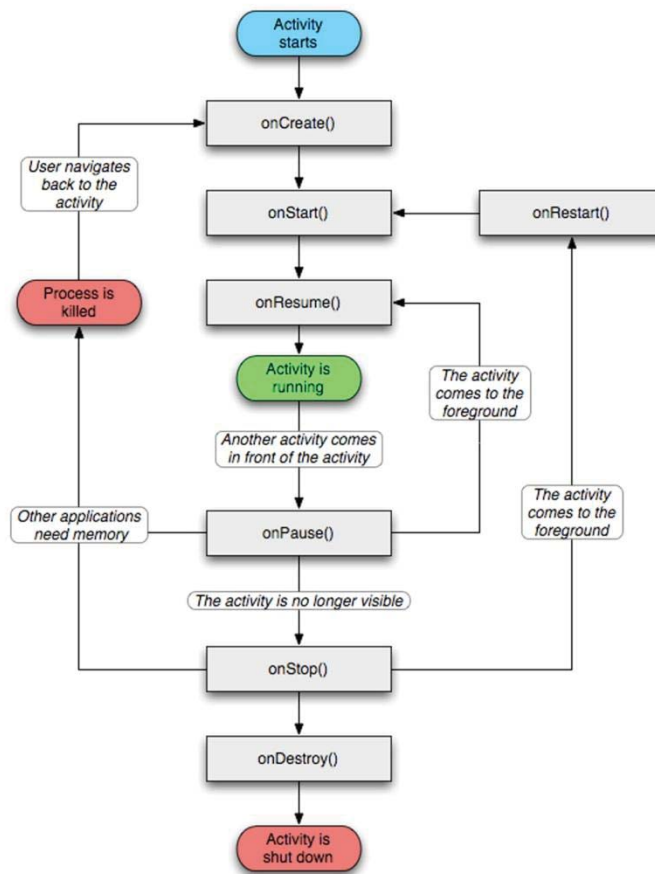 Activity
starts
onCreate()
User navigates
back to the
activity
onStart()
onRestart()
Process is
killed
onResume()
Activity is
running
The activity
comes to the
foreground
Another activity comes
in front of the activity
The activity
comes to the
foreground
Other applications
need memory
onPause()
The activity is no longer visible
onStop()
onDestroy()
Activity is
shut down